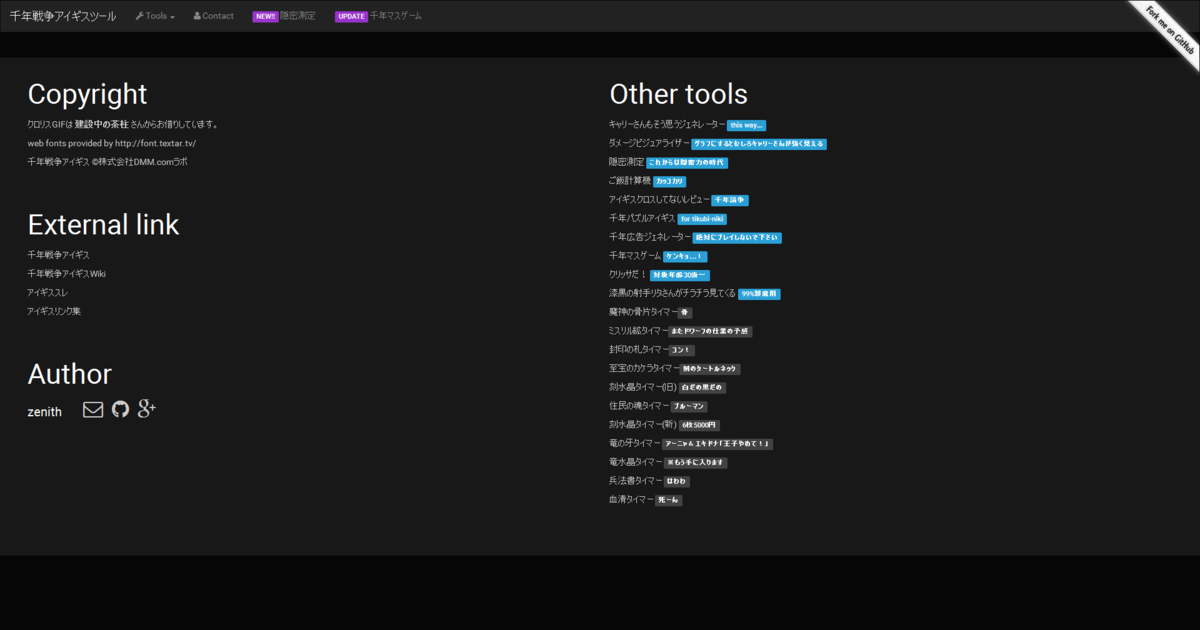 千年戦争アイギスツール Tools Contact NEW!! 隠密測定 UPDATE 千年マスゲーム
Fork me on GitHub
Copyright
クロリスGIFは 建設中の茶柱 さんからお借りしています。
web fonts provided by http://font.textar.tv/
千年戦争アイギス ©株式会社DMM.comラボ
External link
千年戦争アイギス
千年戦争アイギスWiki
アイギススレ
アイギスリンク集
Author
zenith
Other tools
キャリーさんもそう思うジェネレーター this way...
ダメージビジュアライザー グラフにするとむしろキャリーさんが強く見える
隠密測定 これからは隠密力の時代
ご飯計算機 カッコカリ
アイギスクロスしてないレビュー 千年論争
千年パズルアイギス for tikubi-niki
千年広告ジェネレーター 絶対にプレイしないで下さい
千年マスゲーム ケンキョ...！
クリッサだ！ 対象年齢30歳〜
漆黒の射手リタさんがチラチラ見てくる 99%邪魔用
魔神の骨片タイマー 骨
ミスリル鉱タイマー またドワーフの仕業の予感
封印の札タイマー コン！
至宝のカケラタイマー 鯏のタートルネック
刻水晶タイマー(旧) 白だの黒だの
住民の魂タイマー ブルーマン
刻水晶タイマー(新) 6枚5000円
竜の牙タイマー アーニャ＆エキドナ「王子やめて！」
竜水晶タイマー ※もう手に入ります
兵法書タイマー はわわ
血清タイマー 死〜ん